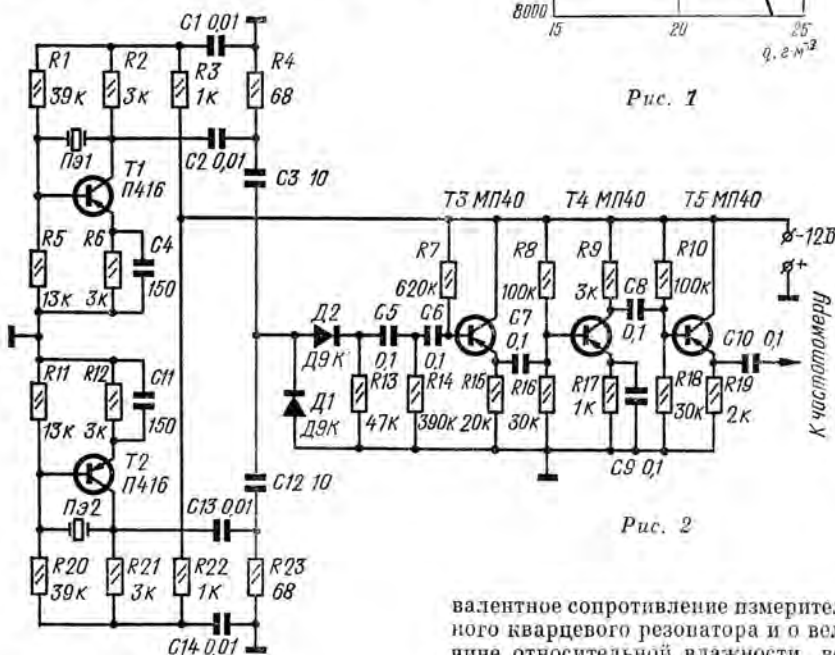 8000
15 20 25
q, г·м⁻³
Рис. 1
C1 0,01
R1
39к
R2
3к
R3
1к
R4
68
Пэ1
C2 0,01
C3 10
T1
П416
R5
13к
R6
3к
C4
150
R11
13к
R12
3к
C11
150
T2
П416
Пэ2
C13 0,01
C12 10
R20
39к
R21
3к
R22
1к
R23
68
C14 0,01
Д2
Д9К
Д1
Д9К
C5
0,1
C6
0,1
R13
47к
R14
390к
T3 МП40
T4 МП40
T5 МП40
R7
620к
R8
100к
R9
3к
C8
0,1
R10
100к
C7
0,1
R15
20к
R16
30к
R17
1к
C9 0,1
R18
30к
R19
2к
C10 0,1
-12В
+
К частотомеру
Рис. 2
валентное сопротивление измерител
ного кварцевого резонатора и о вел
чине относительной влажности во